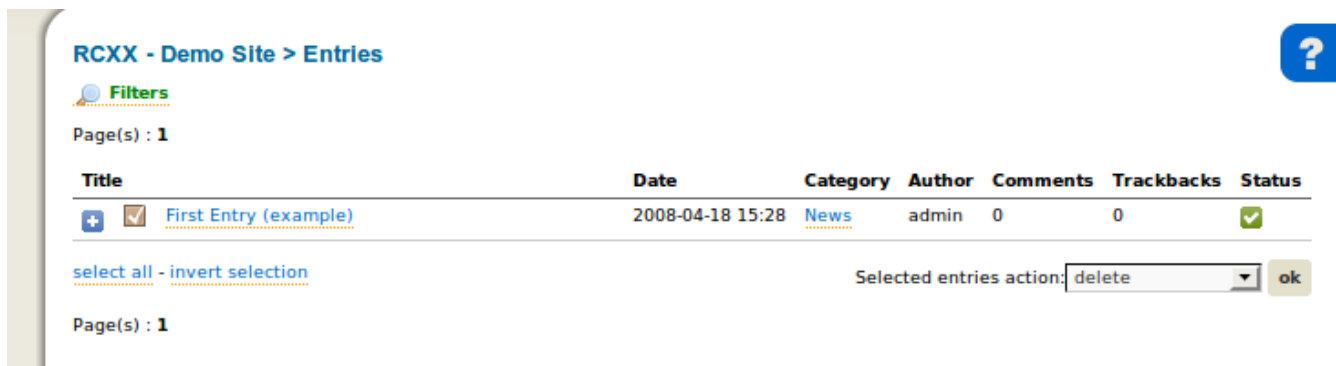 RCXX - Demo Site > Entries
?
Filters
Page(s) : 1
Title Date Category Author Comments Trackbacks Status
First Entry (example) 2008-04-18 15:28 News admin 0 0
select all - invert selection Selected entries action: delete ok
Page(s) : 1